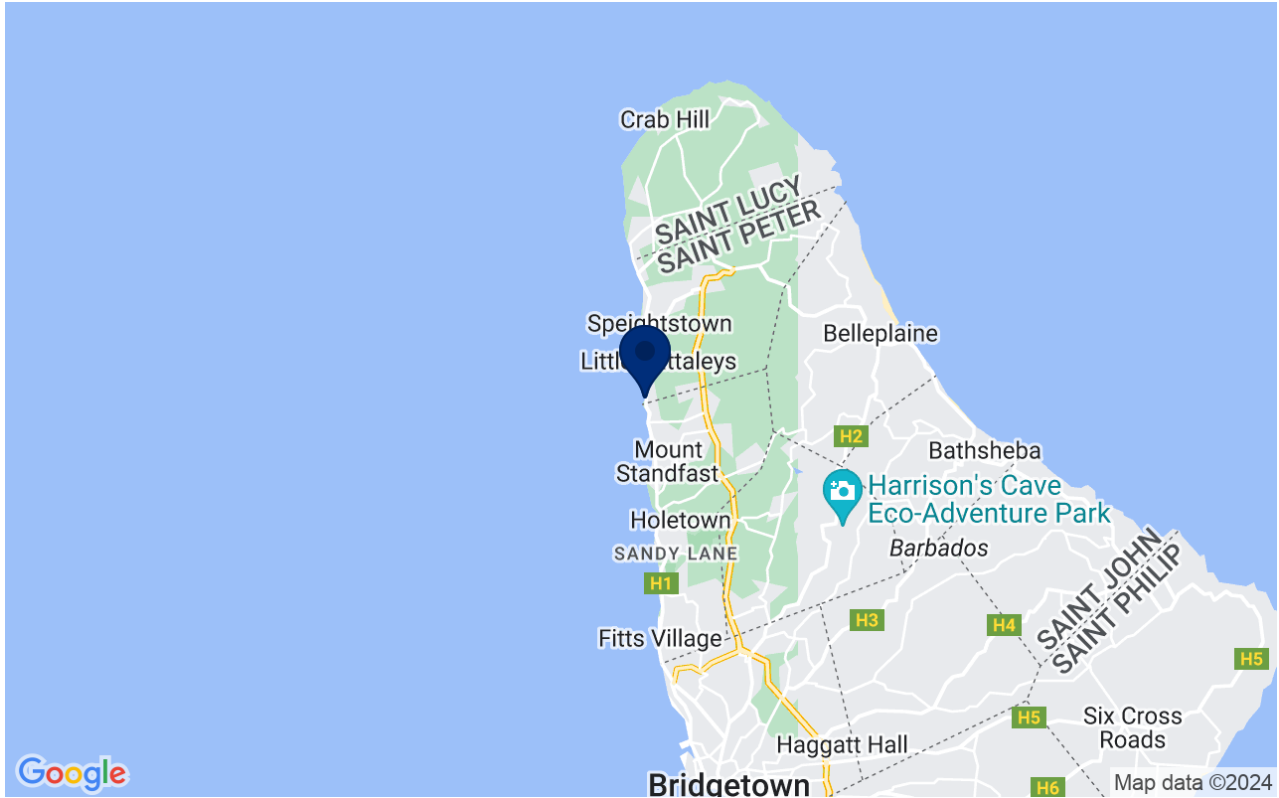 Crab Hill
SAINT LUCY
SAINT PETER
Speightstown
Belleplaine
H2
Mount
Standfast
Bathsheba
Harrison's Cave
Eco-Adventure Park
Holetown
Barbados
SANDY LANE
SAINT JOHN
SAINT PHILIP
H1
H3
H4
Fitts Village
H5
H5
Six Cross
Roads
Haggatt Hall
Google
Bridgetown
H6
Map data ©2024